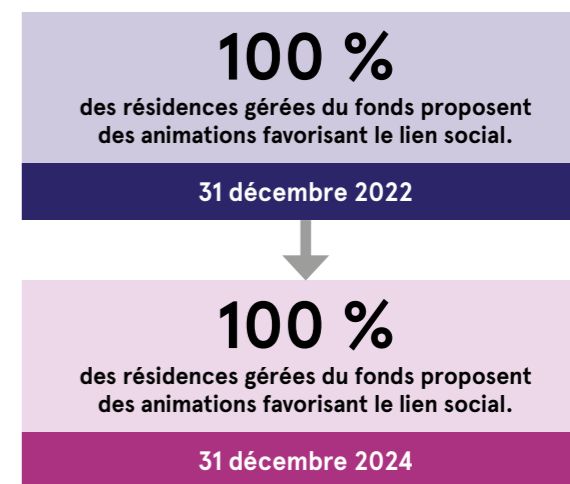 100 %
des résidences gérées du fonds proposent
des animations favorisant le lien social.
31 décembre 2022
100 %
des résidences gérées du fonds proposent
des animations favorisant le lien social.
31 décembre 2024